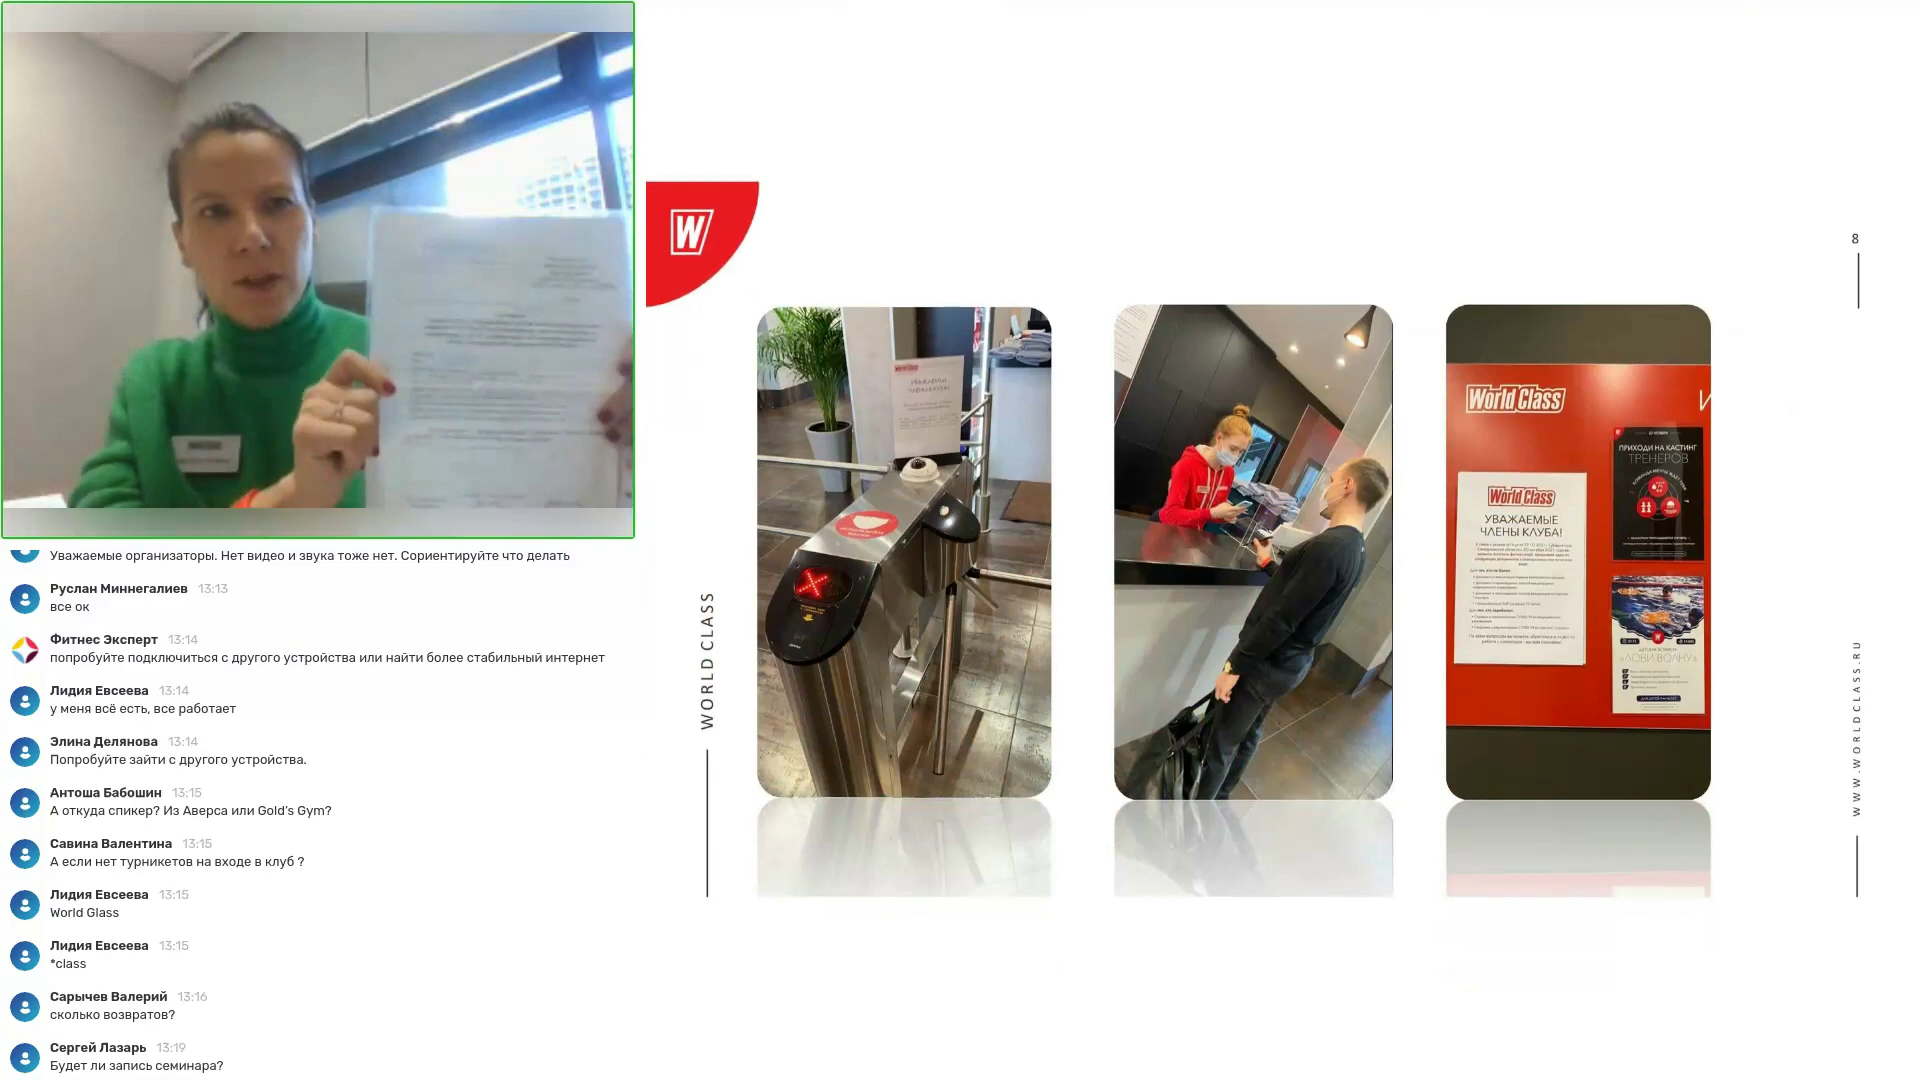 Уважаемые организаторы. Нет видео и звука тоже нет. Сориентируйте что делать
Руслан Миннегалиев 13:13
все ок
Фитнес Эксперт 13:14
попробуйте подключиться с другого устройства или найти более стабильный интернет
Лидия Евсеева 13:14
у меня всё есть, все работает
Элина Делянова 13:14
Попробуйте зайти с другого устройства.
Антоша Бабошин 13:15
А откуда спикер? Из Аверса или Gold’s Gym?
Савина Валентина 13:15
А если нет турникетов на входе в клуб ?
Лидия Евсеева 13:15
World Glass
Лидия Евсеева 13:15
*class
Сарычев Валерий 13:16
сколько возвратов?
Сергей Лазарь 13:19
Будет ли запись семинара?
W
WORLD CLASS
УВАЖАЕМЫЕ
ЧЛЕНЫ КЛУБА!
World Class
World Class
УВАЖАЕМЫЕ
ЧЛЕНЫ КЛУБА!
ПРИХОДИ НА КАСТИНГ
ТРЕНЕРОВ
«ЛОВИ ВОЛНУ»
8
WWW.WORLDCLASS.RU